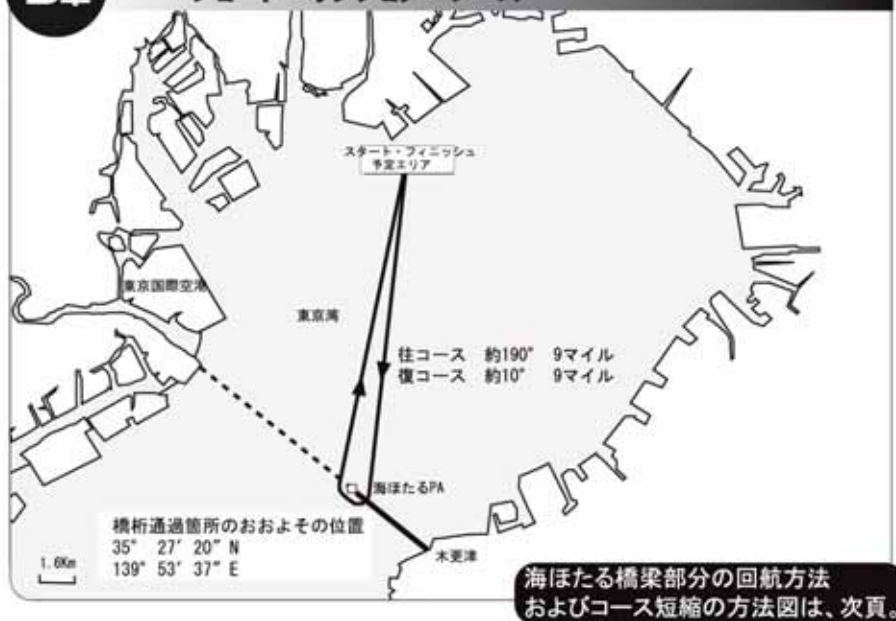 スタート・フィニッシュ
予定エリア
東京国際空港
東京湾
往コース 約190° 9マイル
復コース 約10° 9マイル
海ほたるPA
橋桁通過箇所のおおよその位置
35° 27′ 20″ N
139° 53′ 37″ E
1.6Km
木更津
海ほたる橋梁部分の回航方法
およびコース短縮の方法図は、次頁。